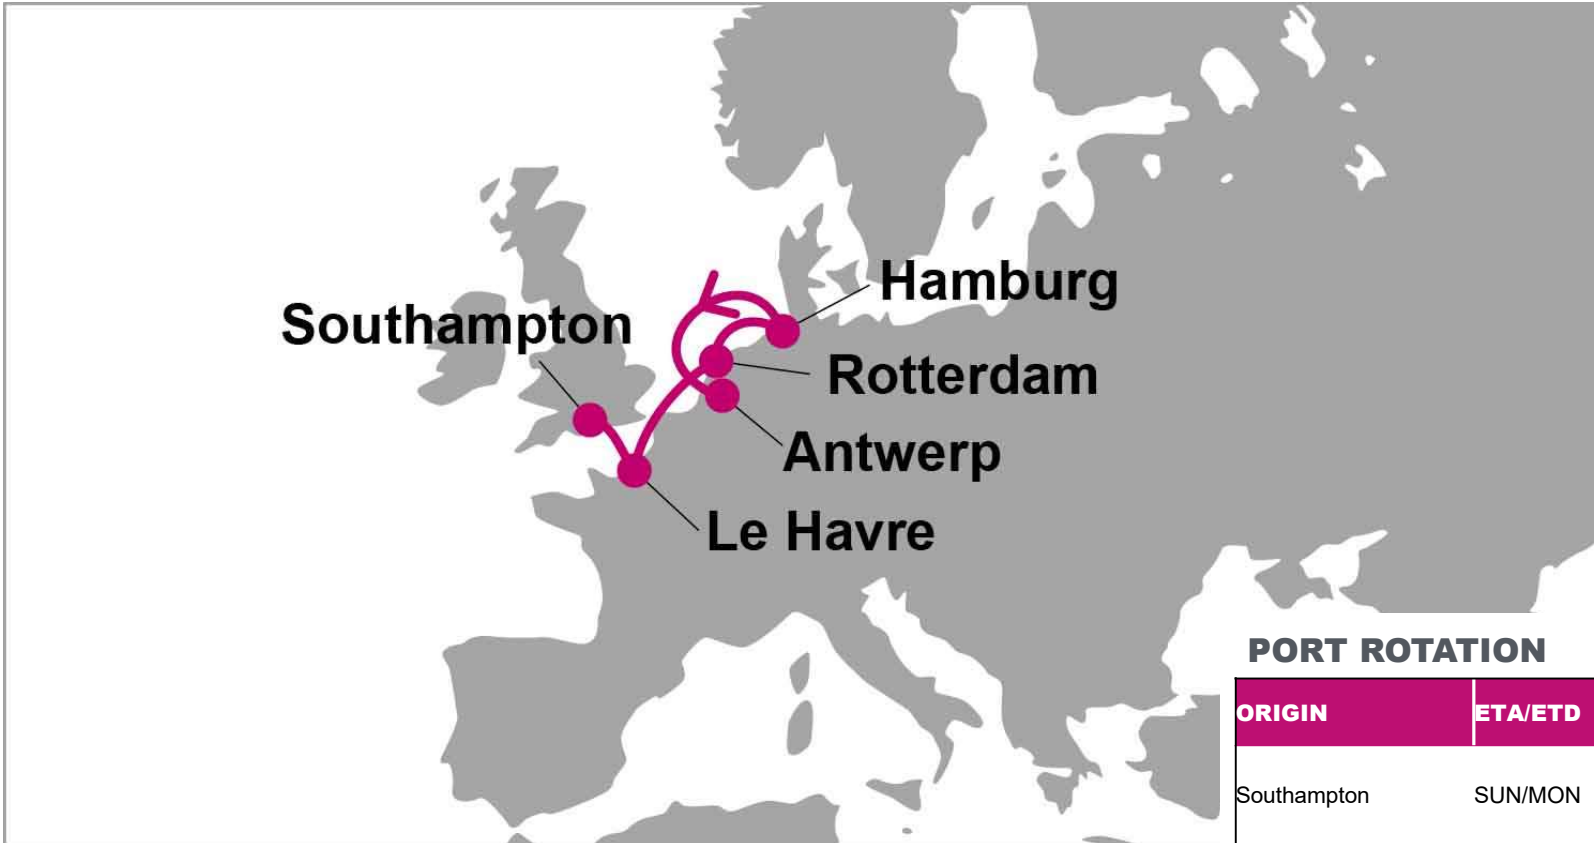 Hamburg
Southampton
Rotterdam
Antwerp
Le Havre
PORT ROTATION
ORIGIN ETA/ETD
Southampton SUN/MON